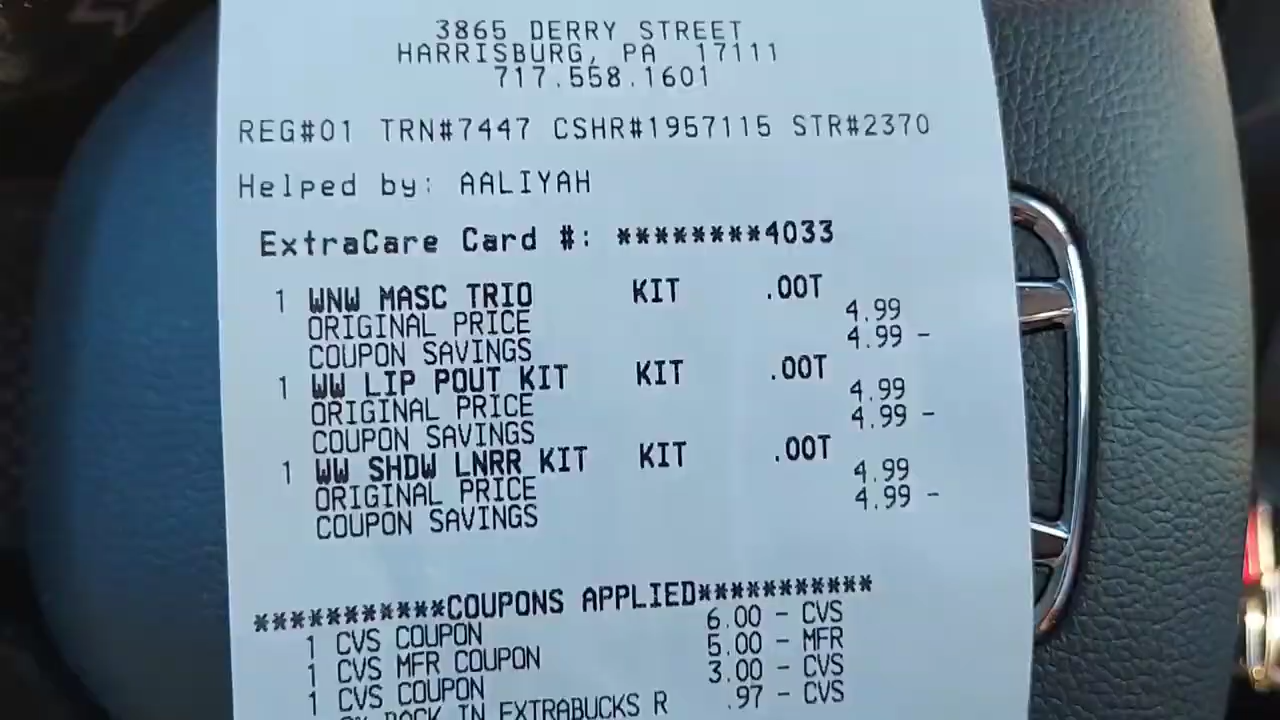 3865 DERRY STREET
HARRISBURG, PA 17111
717.558.1601
REG#01 TRN#7447 CSHR#1957115 STR#2370
Helped by: AALIYAH
ExtraCare Card #: ********4033
1 WNW MASC TRIO KIT .00T
ORIGINAL PRICE 4.99
COUPON SAVINGS 4.99 -
1 WW LIP POUT KIT KIT .00T
ORIGINAL PRICE 4.99
COUPON SAVINGS 4.99 -
1 WW SHDW LNRR KIT KIT .00T
ORIGINAL PRICE 4.99
COUPON SAVINGS 4.99 -
***********COUPONS APPLIED***********
1 CVS COUPON 6.00 - CVS
1 CVS MFR COUPON 5.00 - MFR
1 CVS COUPON 3.00 - CVS
BACK IN EXTRABUCKS R .97 - CVS